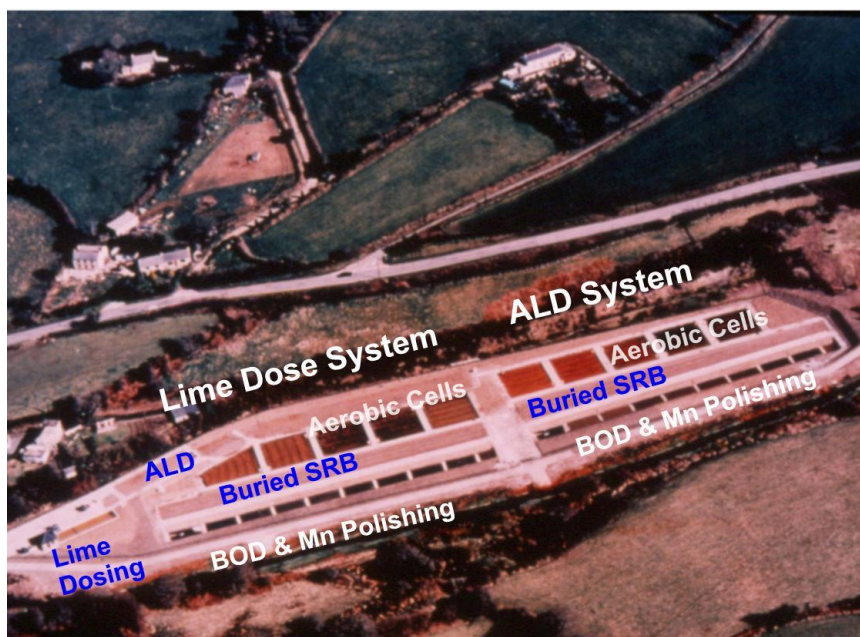 ALD System
Lime Dose System
Aerobic Cells
Aerobic Cells
Buried SRB
ALD
Buried SRB
BOD & Mn Polishing
BOD & Mn Polishing
Lime
Dosing